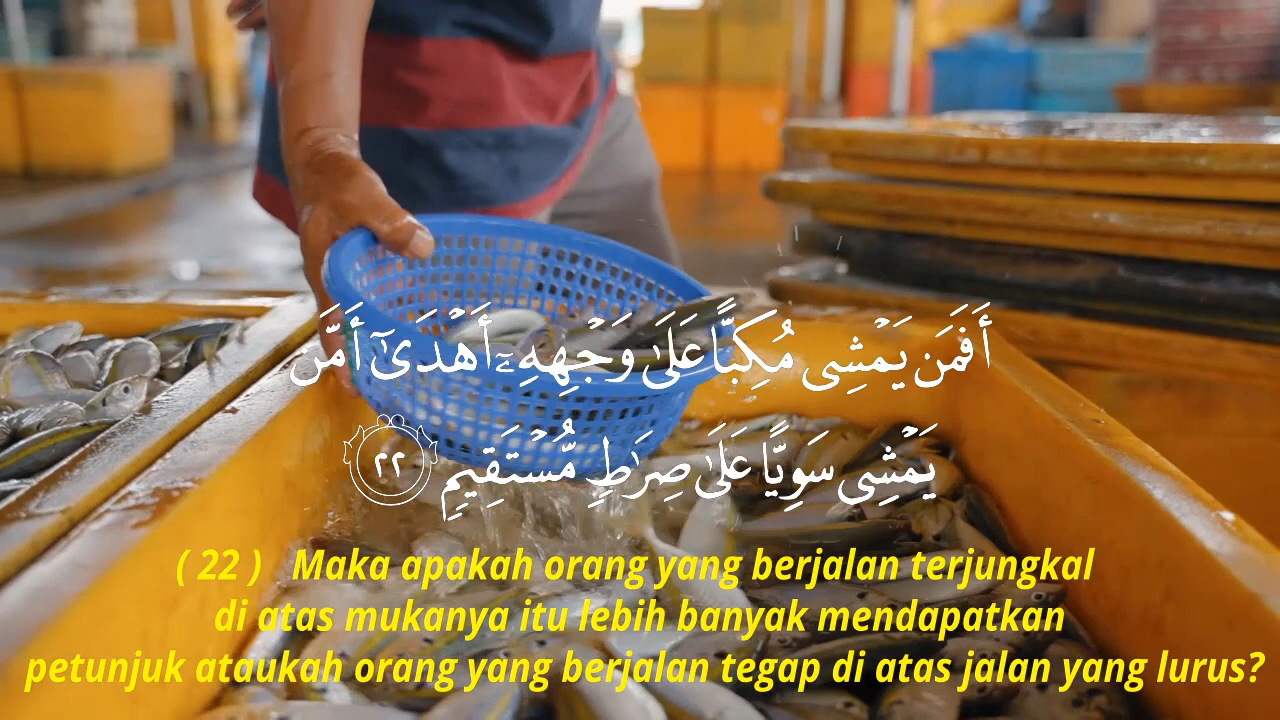 أَفَمَن يَمْشِى مُكِبًّا عَلَىٰ وَجْهِهِۦٓ أَهْدَىٰٓ أَمَّن
يَمْشِى سَوِيًّا عَلَىٰ صِرَٰطٍ مُّسْتَقِيمٍ ٢٢
( 22 ) Maka apakah orang yang berjalan terjungkal
di atas mukanya itu lebih banyak mendapatkan
petunjuk ataukah orang yang berjalan tegap di atas jalan yang lurus?